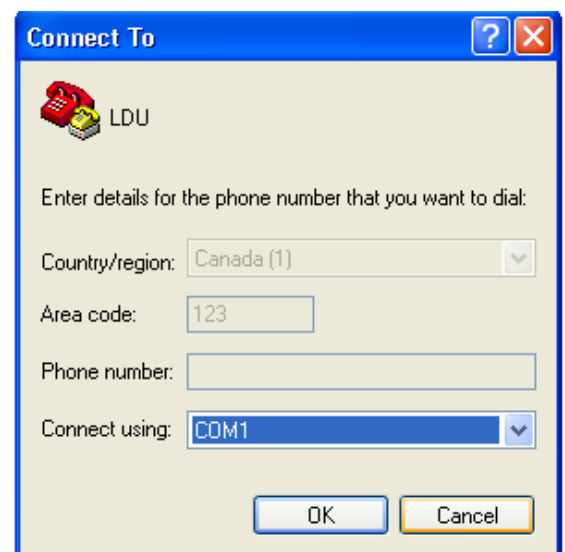 Connect To
LDU
Enter details for the phone number that you want to dial:
Country/region: Canada (1)
Area code: 123
Phone number:
Connect using: COM1
OK Cancel